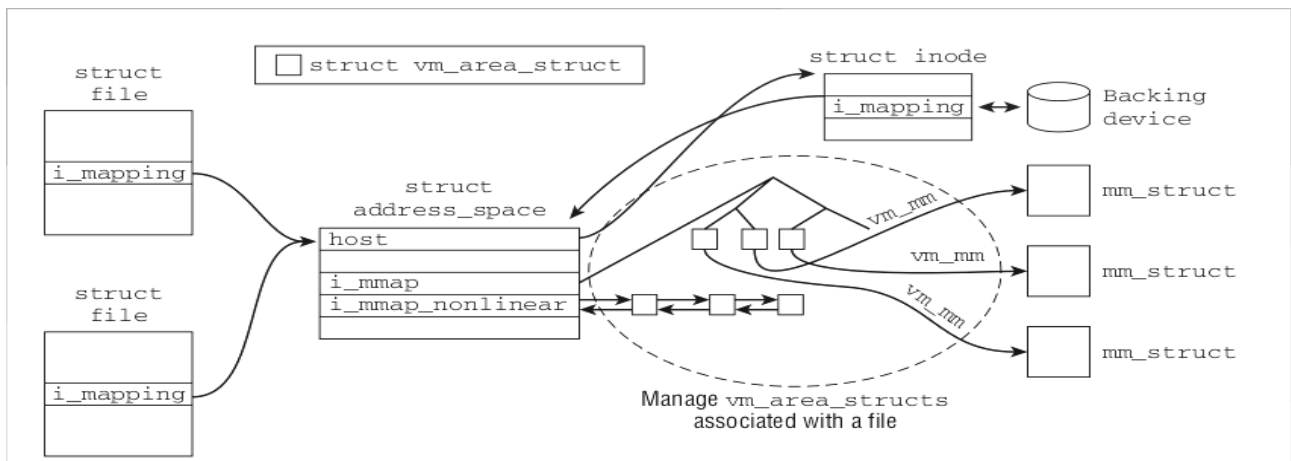 struct vm_area_struct
struct
file
i_mapping
struct
file
i_mapping
struct
address_space
host
i_mmap
i_mmap_nonlinear
struct inode
i_mapping
Backing
device
vm_mm
mm_struct
vm_mm
mm_struct
vm_mm
mm_struct
Manage vm_area_structs
associated with a file